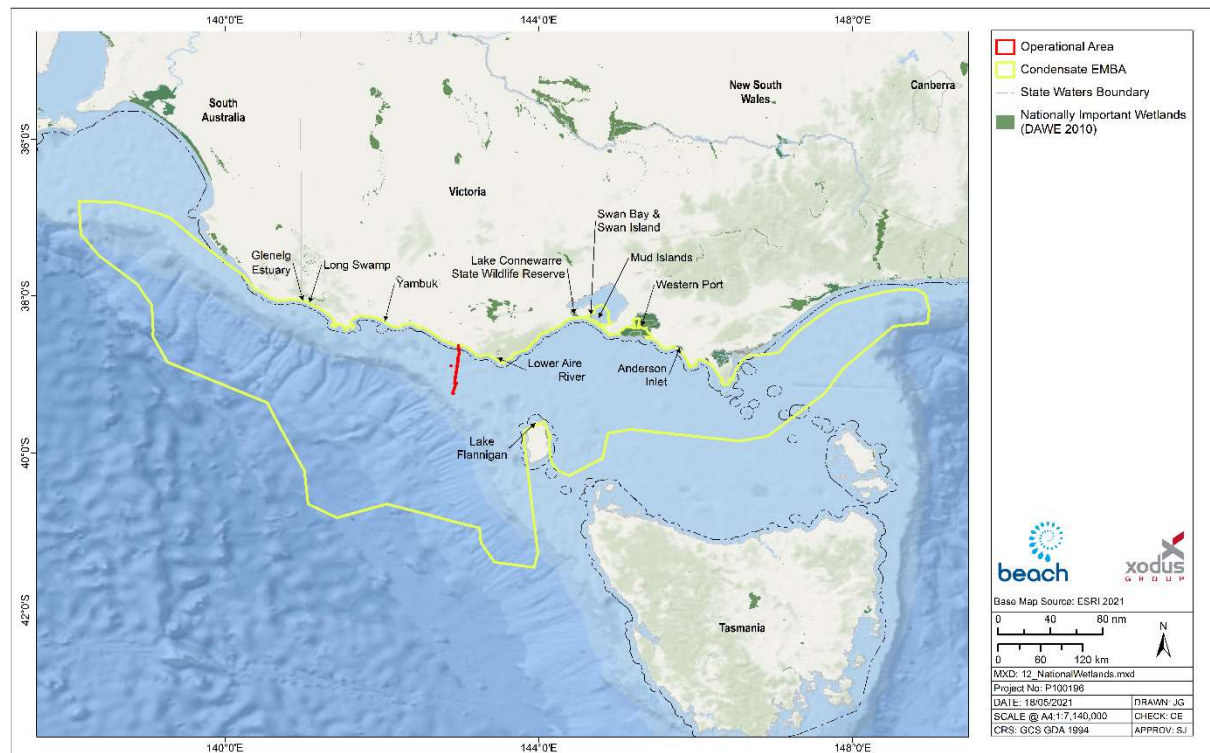 140°0'E
144°0'E
148°0'E
36°0'S
38°0'S
40°0'S
42°0'S
South
Australia
New South
Wales
Canberra
Victoria
Swan Bay &
Swan Island
Lake Connewarre
State Wildlife Reserve
Mud Islands
Glenelg
Estuary
Long Swamp
Yambuk
Western Port
Lower Aire
River
Anderson
Inlet
Lake
Flannigan
Tasmania
140°0'E
144°0'E
148°0'E
Operational Area
Condensate EMBA
State Waters Boundary
Nationally Important Wetlands
(DAWE 2010)
beach
xodus
GROUP
Base Map Source: ESRI 2021
0 40 80 nm
N
0 60 120 km
MXD: 12_NationalWetlands.mxd
Project No: P100196
DATE: 18/05/2021 DRAWN: JG
SCALE @ A4:1:7,140,000 CHECK: CE
CRS: GCS GDA 1994 APPROV: SJ